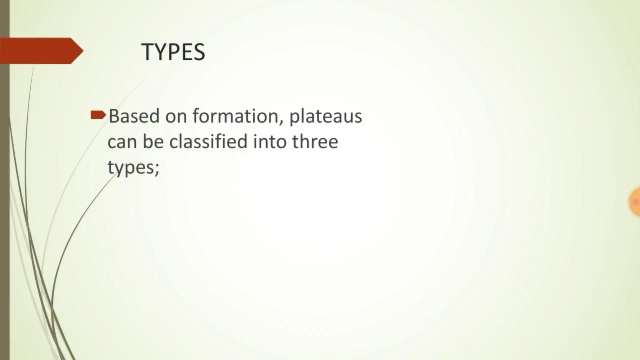 TYPES
Based on formation, plateaus
can be classified into three
types;